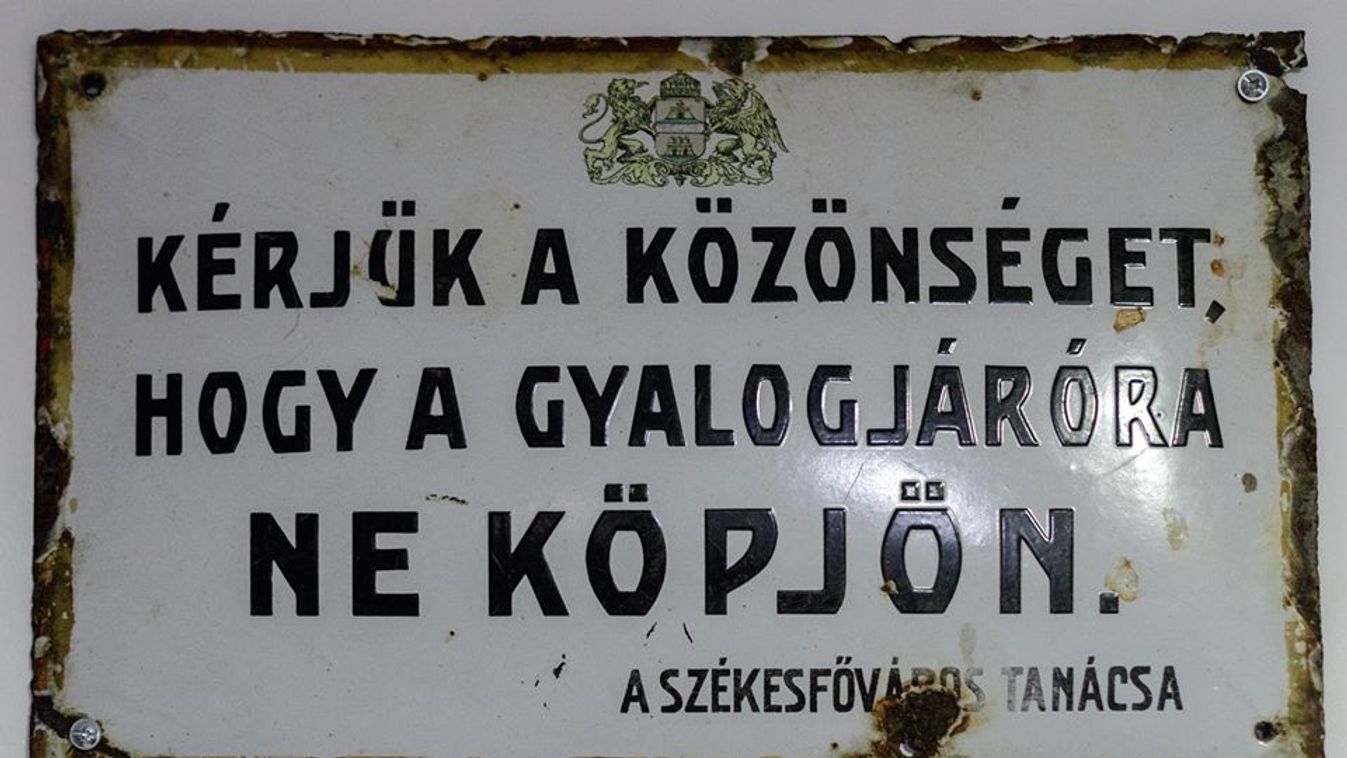 KÉRJÜK A KÖZÖNSÉGET,
HOGY A GYALOGJÁRÓRA
NE KÖPJÖN.
A SZÉKESFŐVÁROS TANÁCSA